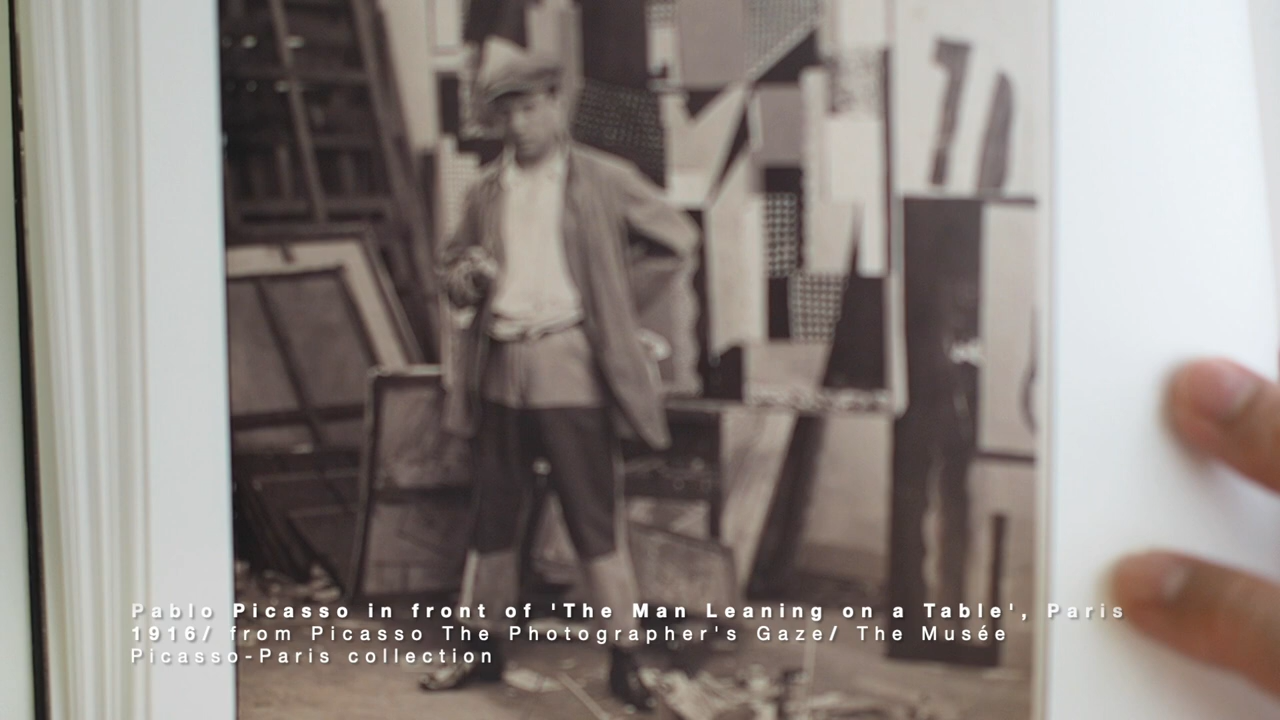 Pablo Picasso in front of 'The Man Leaning on a Table', Paris
1916/ from Picasso The Photographer's Gaze/ The Musée
Picasso-Paris collection